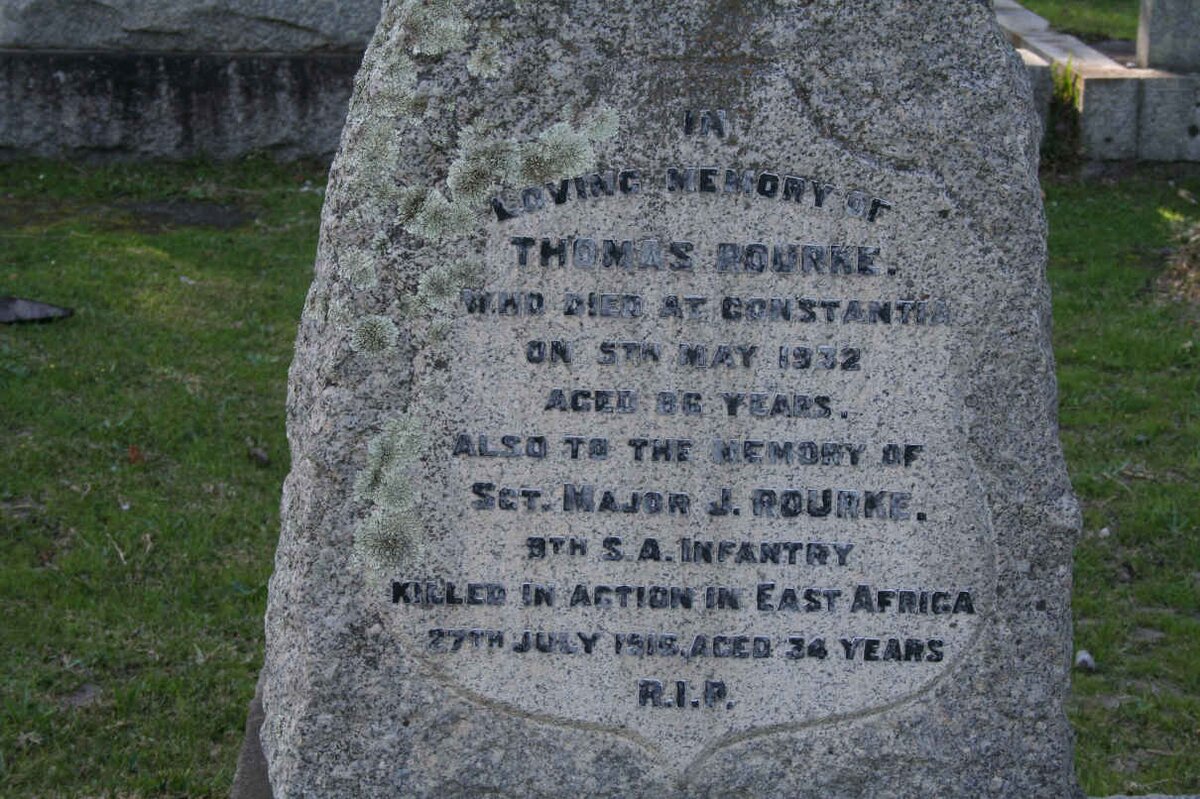 IN
LOVING MEMORY OF
THOMAS ROURKE.
WHO DIED AT CONSTANTIA
ON 5TH MAY 1932
AGED 86 YEARS.
ALSO TO THE MEMORY OF
SGT. MAJOR J. ROURKE.
9TH S.A. INFANTRY
KILLED IN ACTION IN EAST AFRICA
27TH JULY 1916, AGED 34 YEARS
R.I.P.